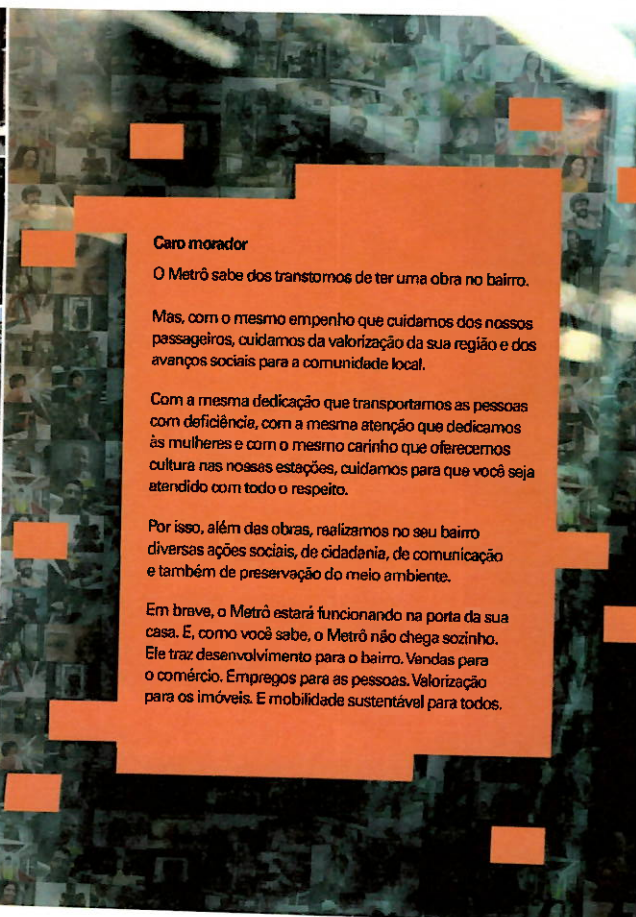 Caro morador
O Metrô sabe dos transtornos de ter uma obra no bairro.
Mas, com o mesmo empenho que cuidamos dos nossos
passageiros, cuidamos da valorização da sua região e dos
avanços sociais para a comunidade local.
Com a mesma dedicação que transportamos as pessoas
com deficiência, com a mesma atenção que dedicamos
às mulheres e com o mesmo carinho que oferecemos
cultura nas nossas estações, cuidamos para que você seja
atendido com todo o respeito.
Por isso, além das obras, realizamos no seu bairro
diversas ações sociais, de cidadania, de comunicação
e também de preservação do meio ambiente.
Em breve, o Metrô estará funcionando na porta da sua
casa. E, como você sabe, o Metrô não chega sozinho.
Ele traz desenvolvimento para o bairro. Vendas para
o comércio. Empregos para as pessoas. Valorização
para os imóveis. E mobilidade sustentável para todos.